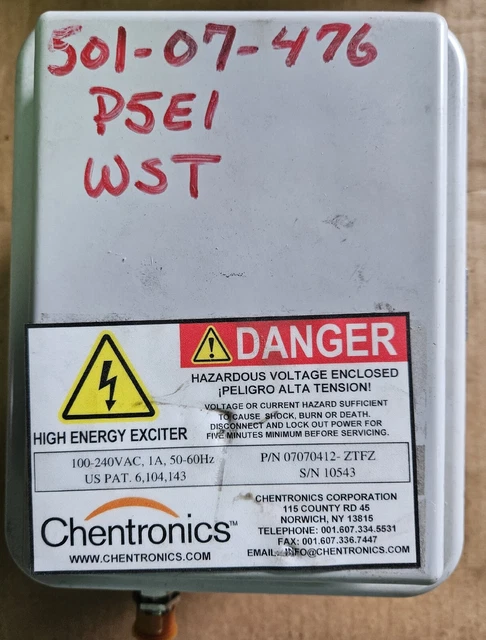 501-07-476
P5E1
WST
DANGER
HIGH ENERGY EXCITER
HAZARDOUS VOLTAGE ENCLOSED
¡PELIGRO ALTA TENSION!
VOLTAGE OR CURRENT HAZARD SUFFICIENT
TO CAUSE SHOCK, BURN OR DEATH.
DISCONNECT AND LOCK OUT POWER FOR
FIVE MINUTES MINIMUM BEFORE SERVICING.
100-240VAC, 1A, 50-60Hz
US PAT. 6,104,143
P/N 07070412- ZTFZ
S/N 10543
Chentronics™
WWW.CHENTRONICS.COM
CHENTRONICS CORPORATION
115 COUNTY RD 45
NORWICH, NY 13815
TELEPHONE: 001.607.334.5531
FAX: 001.607.336.7447
EMAIL: INFO@CHENTRONICS.COM